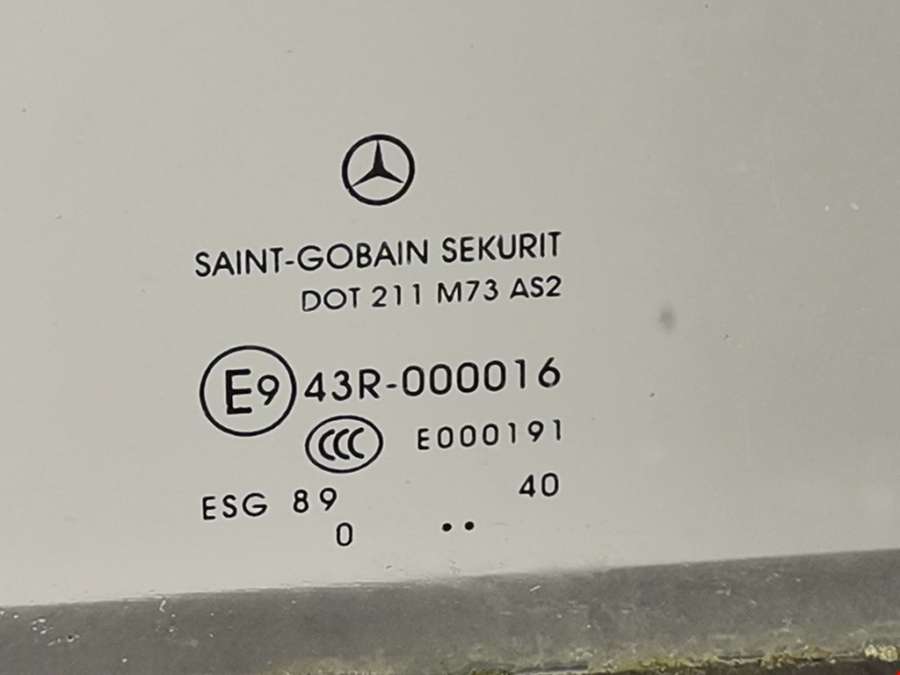 SAINT-GOBAIN SEKURIT
DOT 211 M73 AS2
E9 43R-000016
CCC E000191
ESG 89 40
0 ..